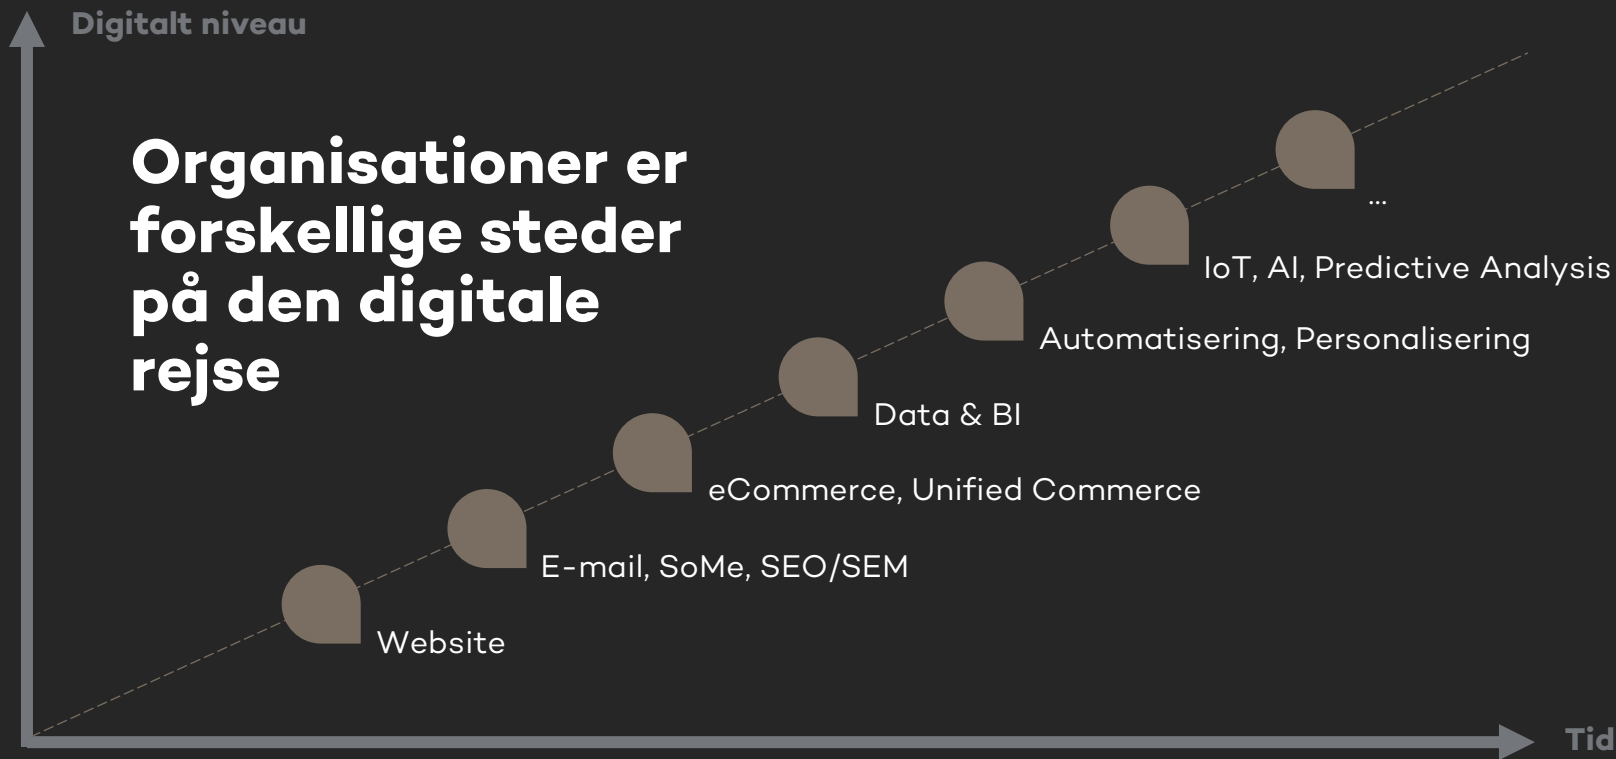 Digitalt niveau
Organisationer er
forskellige steder
på den digitale
rejse
...
IoT, AI, Predictive Analysis
Automatisering, Personalisering
Data & BI
eCommerce, Unified Commerce
E-mail, SoMe, SEO/SEM
Website
Tid